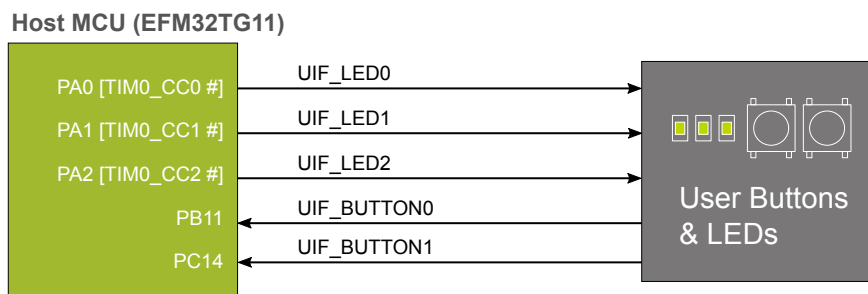 Host MCU (EFM32TG11)
PA0 [TIM0_CC0 #]
UIF_LED0
PA1 [TIM0_CC1 #]
UIF_LED1
PA2 [TIM0_CC2 #]
UIF_LED2
PB11
UIF_BUTTON0
PC14
UIF_BUTTON1
User Buttons
& LEDs